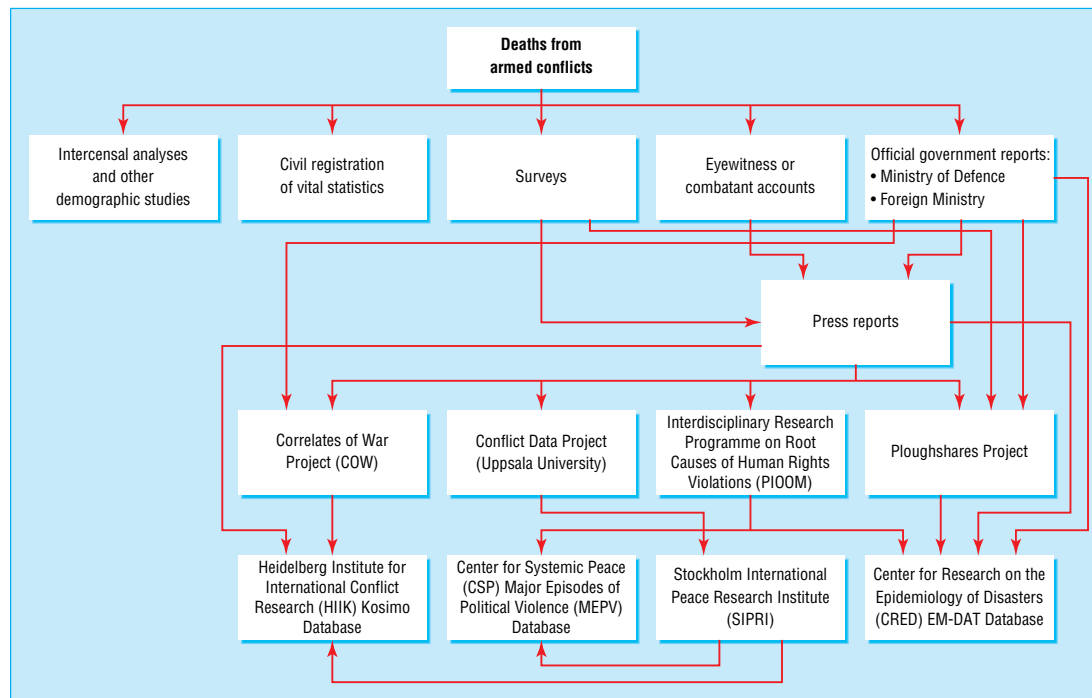 Deaths from
armed conflicts
Intercensal analyses
and other
demographic studies
Civil registration
of vital statistics
Surveys
Eyewitness or
combatant accounts
Official government reports:
• Ministry of Defence
• Foreign Ministry
Press reports
Correlates of War
Project (COW)
Conflict Data Project
(Uppsala University)
Interdisciplinary Research
Programme on Root
Causes of Human Rights
Violations (PIOOM)
Ploughshares Project
Heidelberg Institute for
International Conflict
Research (HIIK) Kosimo
Database
Center for Systemic Peace
(CSP) Major Episodes of
Political Violence (MEPV)
Database
Stockholm International
Peace Research Institute
(SIPRI)
Center for Research on the
Epidemiology of Disasters
(CRED) EM-DAT Database